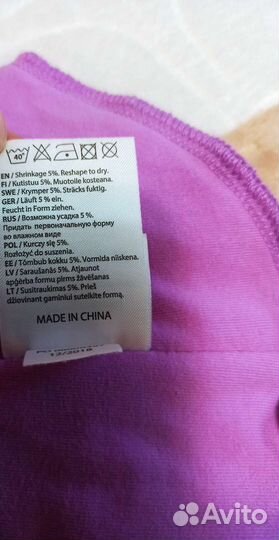 40°
EN / Shrinkage 5%. Reshape to dry.
FI / Kutistuu 5%. Muotoile kosteana.
SWE / Krymper 5%. Sträcks fuktig.
GER / Läuft 5 % ein.
Feucht in Form ziehen.
RUS / Возможна усадка 5 %.
Придать первоначальную форму
во влажном виде
POL / Kurczy się 5%.
Rozłożyć do suszenia.
EE / Tõmbub kokku 5%. Vormida niiskena.
LV / Saraušanās 5%. Atjaunot
apģērba formu pirms žāvēšanas
LT / Susitraukimas 5%. Prieš
džiovinant gaminiui suteikite formą.
MADE IN CHINA
12/2018
Avito